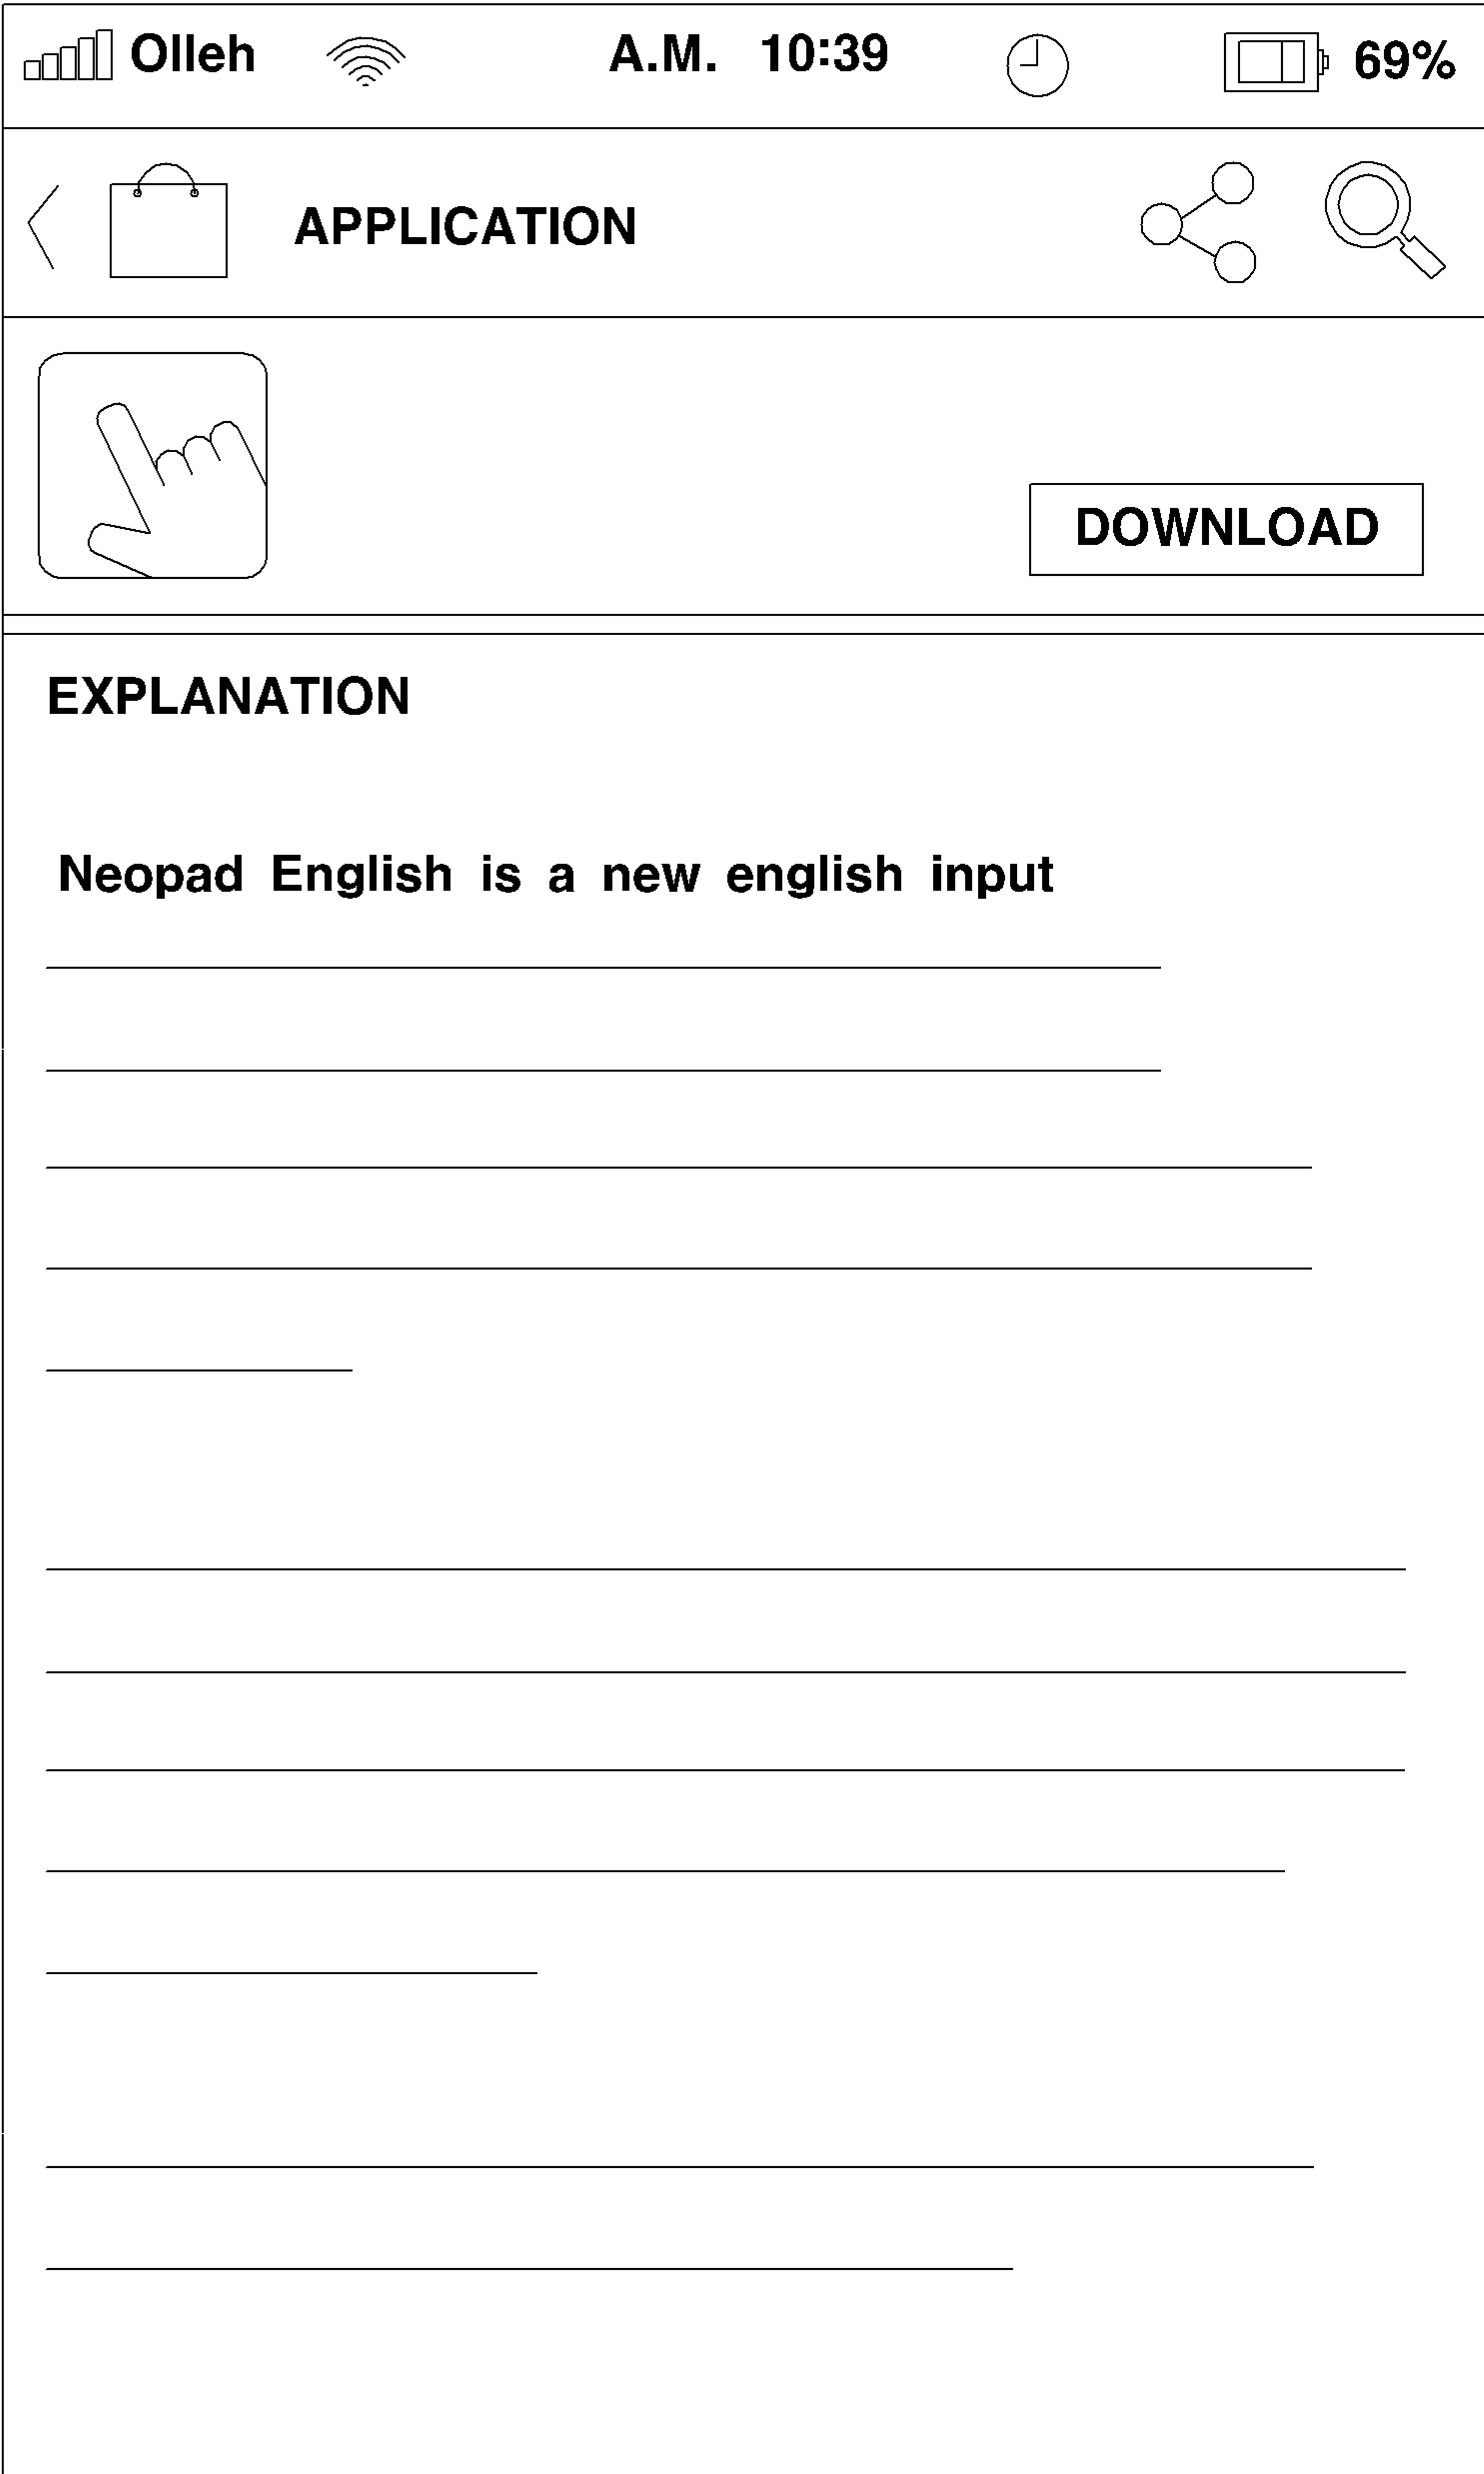 Olleh A.M. 10:39 69%
APPLICATION
DOWNLOAD
EXPLANATION
Neopad English is a new english input